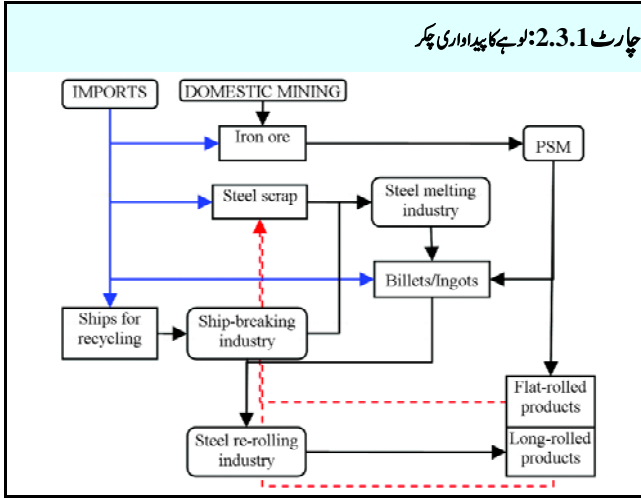 چارٹ 2.3.1: لوہے کا پیداواری چکر
IMPORTS
DOMESTIC MINING
Iron ore
PSM
Steel scrap
Steel melting
industry
Billets/Ingots
Ships for
recycling
Ship-breaking
industry
Flat-rolled
products
Steel re-rolling
industry
Long-rolled
products